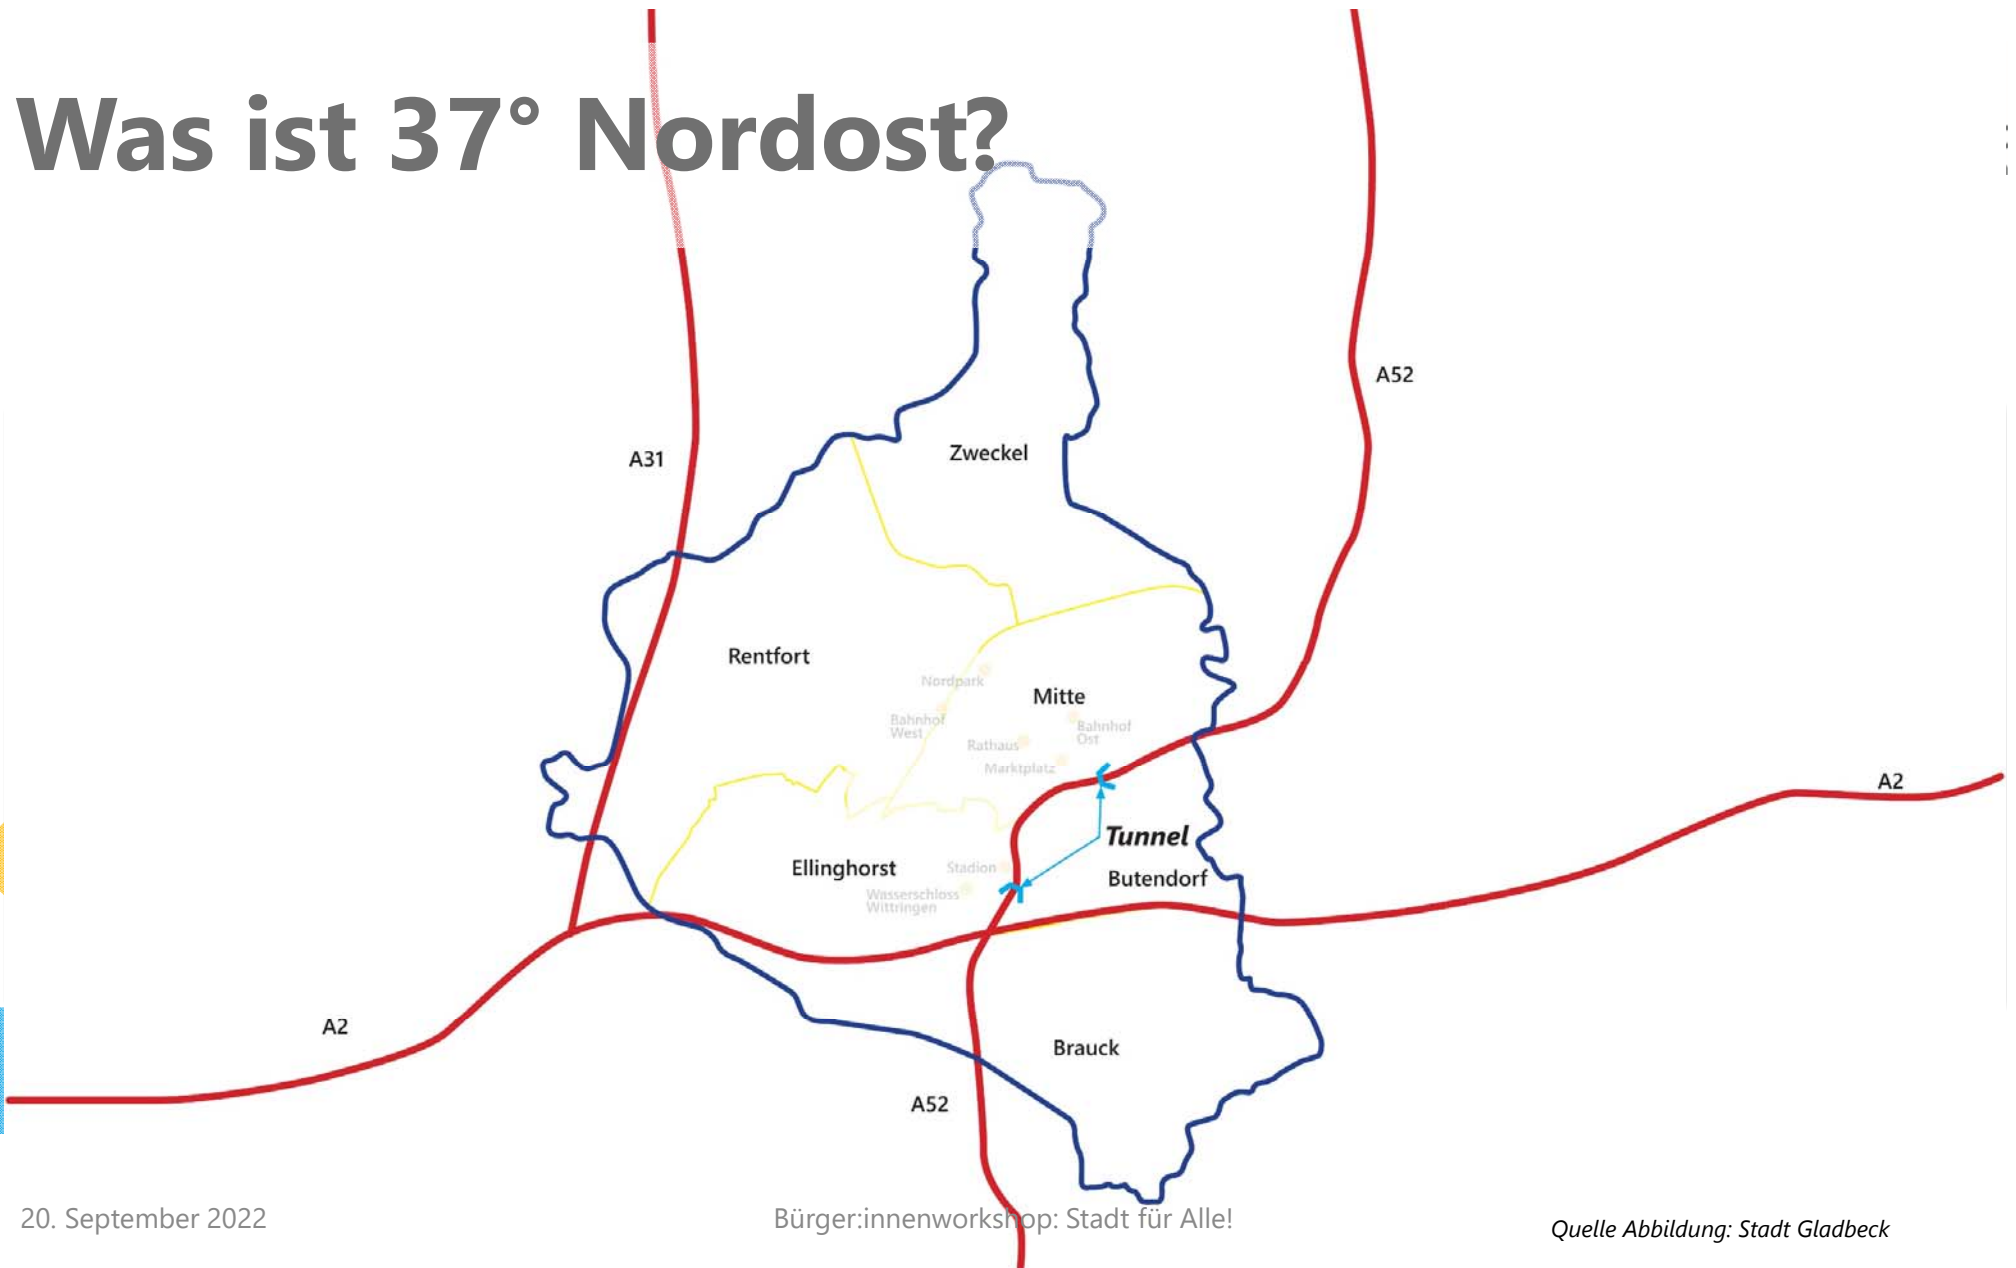 Was ist 37° Nordost?
A52
Zweckel
A31
Rentfort
Nordpark
Mitte
Bahnhof
West
Bahnhof
Ost
Rathaus
Marktplatz
A2
Tunnel
Ellinghorst
Stadion
Butendorf
Wasserschloss
Wittringen
A2
Brauck
A52
20. September 2022
Bürger:innenworkshop: Stadt für Alle!
Quelle Abbildung: Stadt Gladbeck